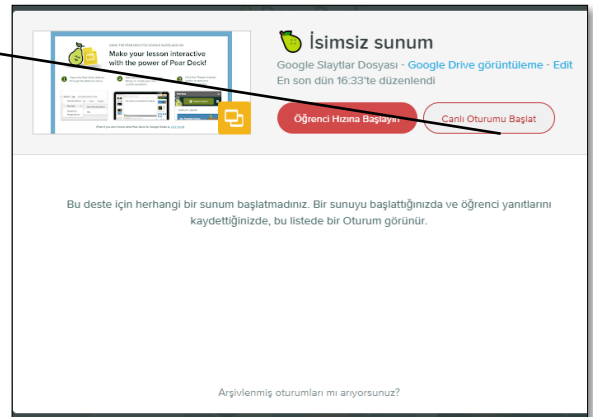 İsimsiz sunum
Google Slaytlar Dosyası - Google Drive görüntüleme - Edit
En son dün 16:33'te düzenlendi
Make your lesson interactive
with the power of Pear Deck!
Öğrenci Hızına Başlayın
Canlı Oturumu Başlat
Bu deste için herhangi bir sunum başlatmadınız. Bir sunuyu başlattığınızda ve öğrenci yanıtlarını
kaydettiğinizde, bu listede bir Oturum görünür.
Arşivlenmiş oturumları mı arıyorsunuz?